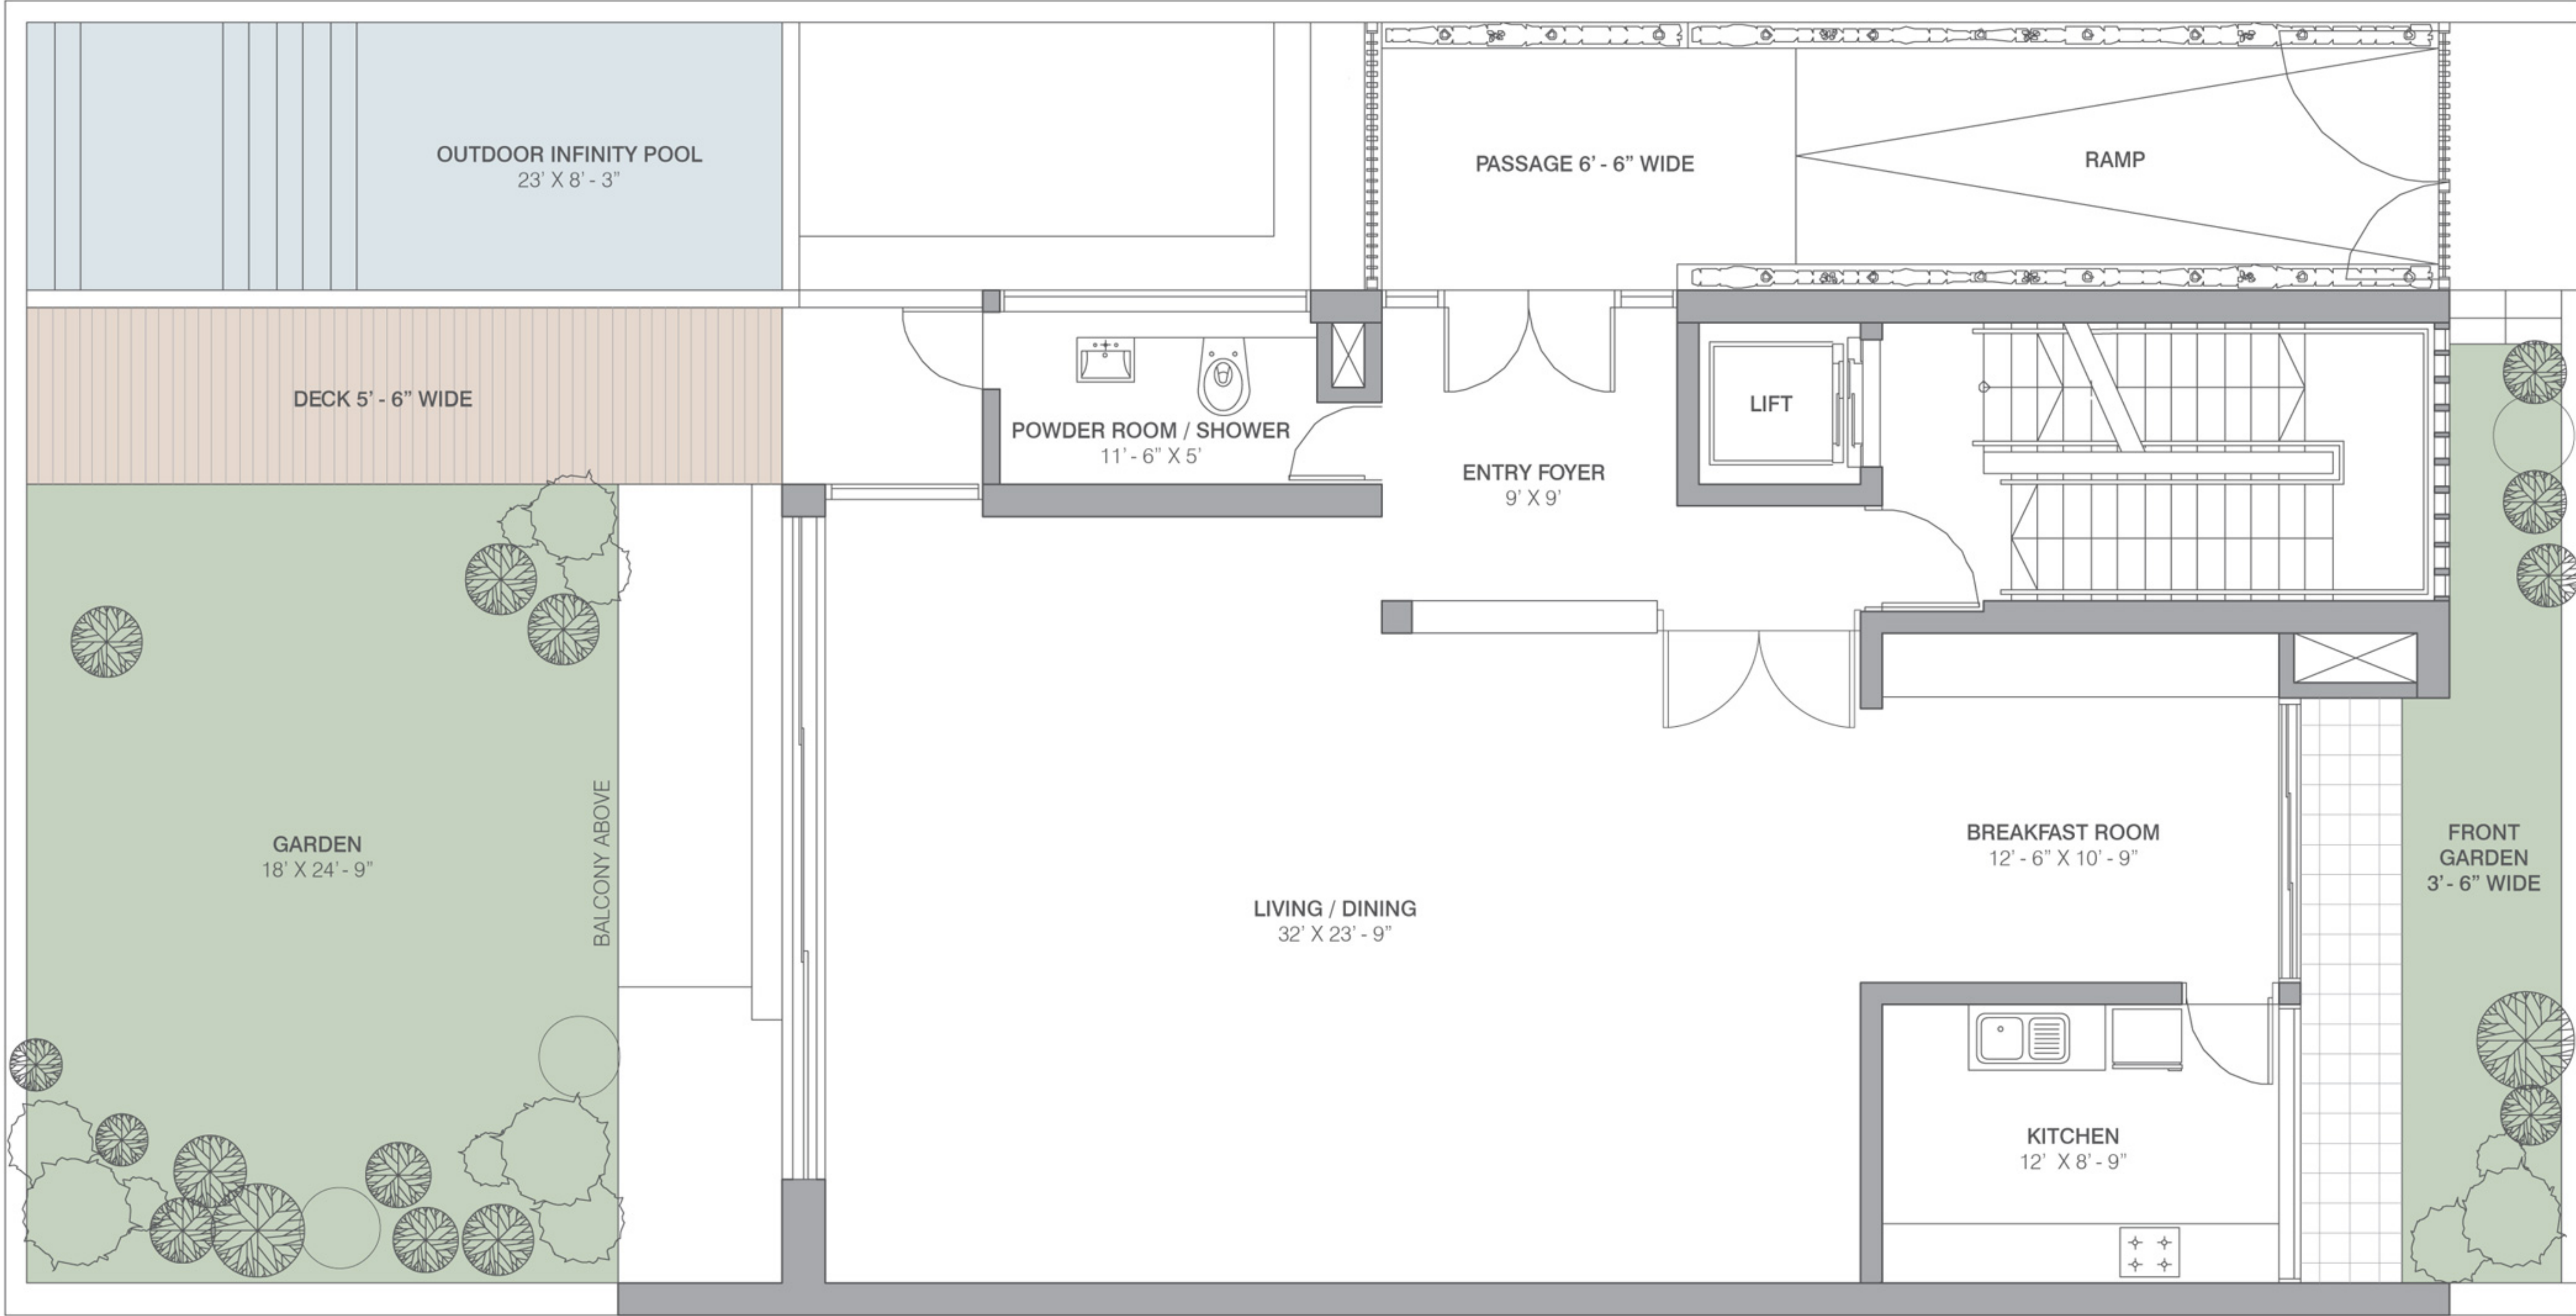 OUTDOOR INFINITY POOL
23' X 8' - 3”
PASSAGE 6' - 6” WIDE
RAMP
DECK 5' - 6” WIDE
POWDER ROOM / SHOWER
11' - 6” X 5'
ENTRY FOYER
9' X 9'
LIFT
GARDEN
18' X 24' - 9”
BALCONY ABOVE
LIVING / DINING
32' X 23' - 9”
BREAKFAST ROOM
12' - 6” X 10' - 9”
FRONT
GARDEN
3' - 6” WIDE
KITCHEN
12' X 8' - 9”